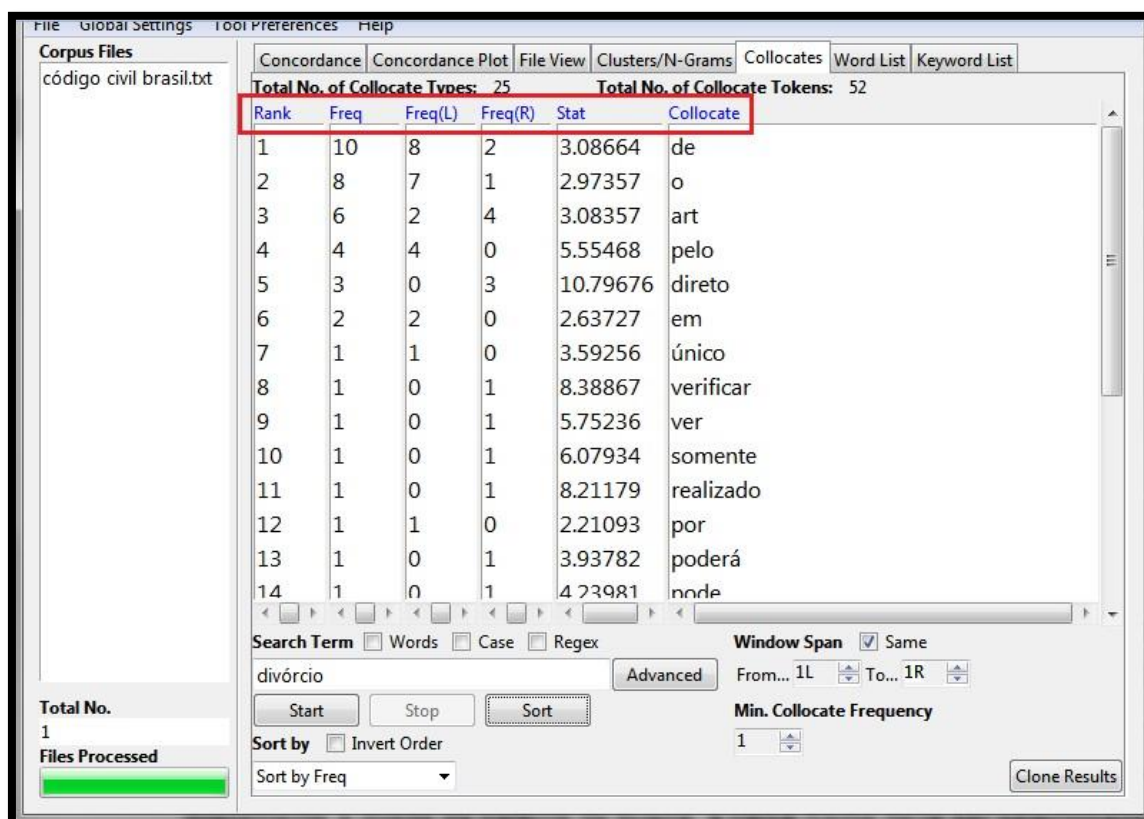 File Global Settings Tool Preferences Help
Corpus Files
código civil brasil.txt
Concordance Concordance Plot File View Clusters/N-Grams Collocates Word List Keyword List
Total No. of Collocate Types: 25 Total No. of Collocate Tokens: 52
Rank Freq Freq(L) Freq(R) Stat Collocate
1 10 8 2 3.08664 de
2 8 7 1 2.97357 o
3 6 2 4 3.08357 art
4 4 4 0 5.55468 pelo
5 3 0 3 10.79676 direto
6 2 2 0 2.63727 em
7 1 1 0 3.59256 único
8 1 0 1 8.38867 verificar
9 1 0 1 5.75236 ver
10 1 0 1 6.07934 somente
11 1 0 1 8.21179 realizado
12 1 1 0 2.21093 por
13 1 0 1 3.93782 poderá
14 1 0 1 4.23981 pode
Search Term Words Case Regex Window Span Same
divórcio Advanced From... 1L To... 1R
Start Stop Sort Min. Collocate Frequency
Sort by Invert Order 1
Sort by Freq Clone Results
Total No.
1
Files Processed